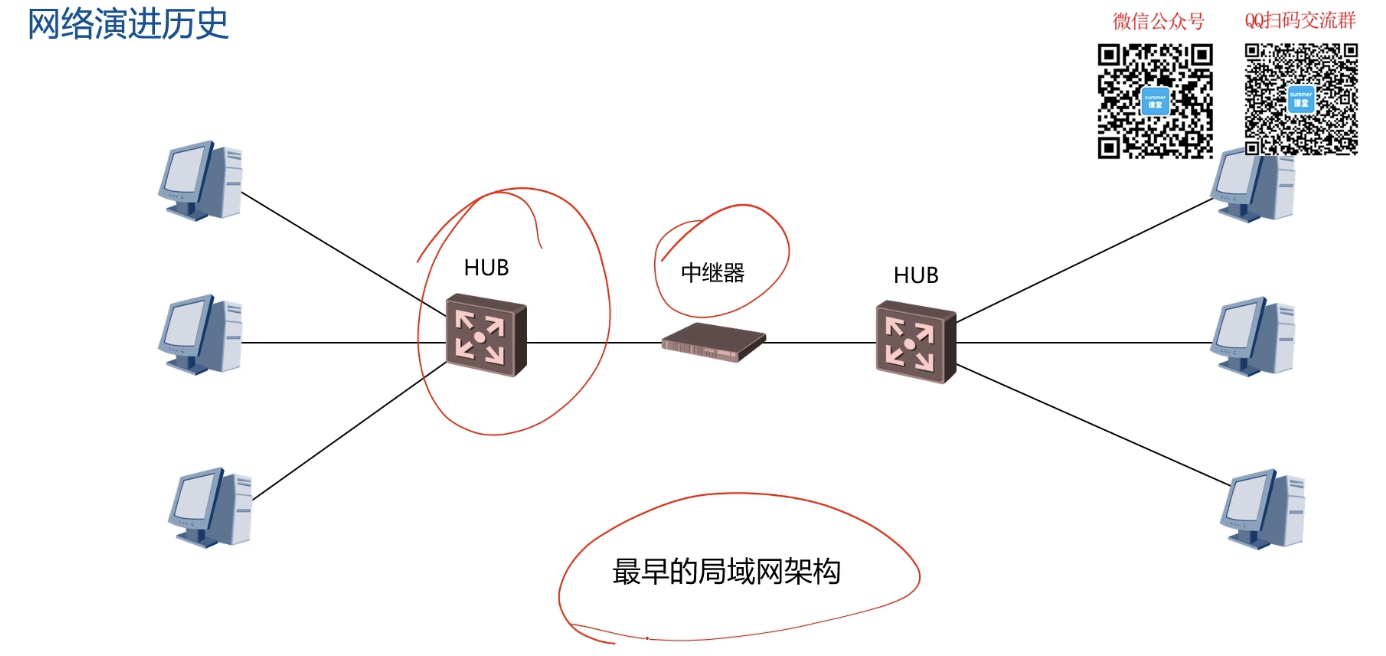 网络演进历史
微信公众号
QQ扫码交流群
summer
课堂
summer
课堂
HUB
中继器
HUB
最早的局域网架构